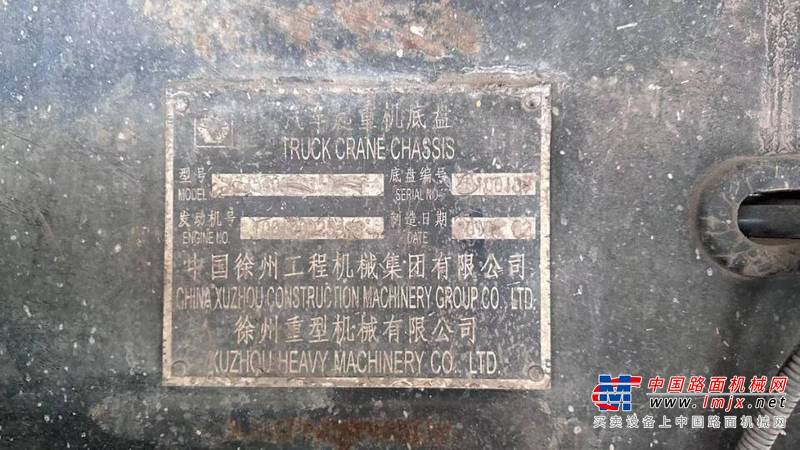 汽车起重机底盘
TRUCK CRANE CHASSIS
型号 底盘编号
MODEL SERIAL NO
发动机号 制造日期
ENGINE NO. DATE
中国徐州工程机械集团有限公司
CHINA XUZHOU CONSTRUCTION MACHINERY GROUP CO., LTD.
徐州重型机械有限公司
XUZHOU HEAVY MACHINERY CO., LTD.
中国路面机械网
www.lmjx.net
买卖设备上中国路面机械网